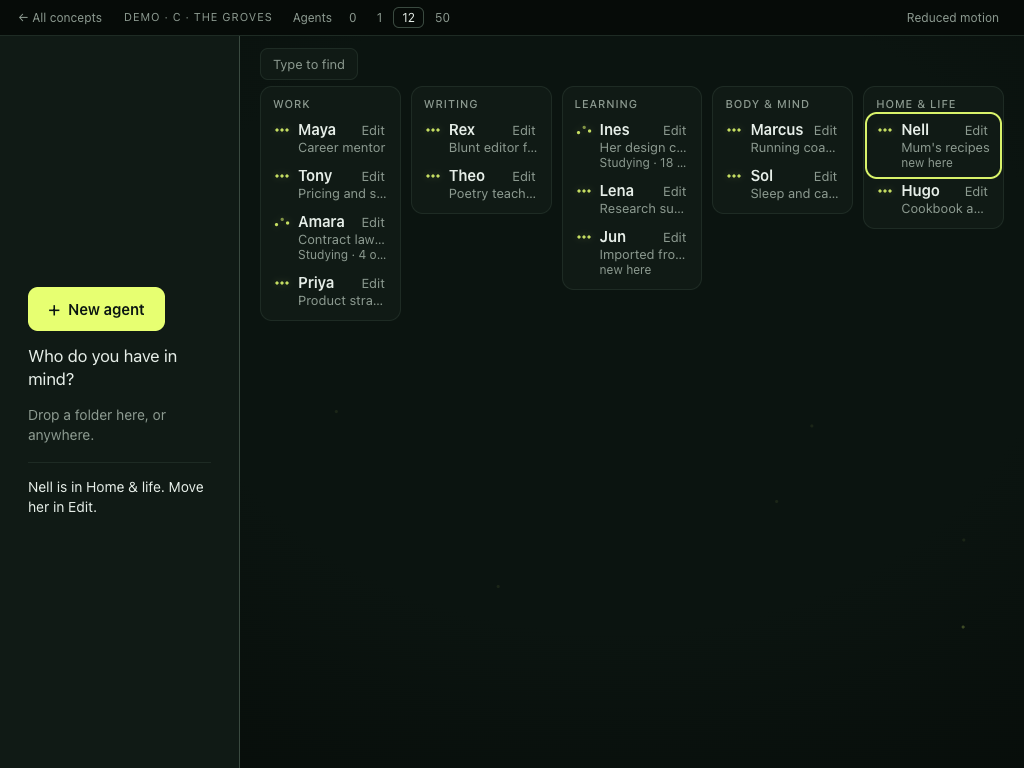 ← All concepts
DEMO · C · THE GROVES
Agents 0 1 12 50
Reduced motion
+ New agent
Who do you have in
mind?
Drop a folder here, or
anywhere.
Nell is in Home & life. Move
her in Edit.
Type to find
WORK
Maya Edit
Career mentor
Tony Edit
Pricing and s…
Amara Edit
Contract law…
Studying · 4 o…
Priya Edit
Product stra…
WRITING
Rex Edit
Blunt editor f…
Theo Edit
Poetry teach…
LEARNING
Ines Edit
Her design c…
Studying · 18 …
Lena Edit
Research su…
Jun Edit
Imported fro…
new here
BODY & MIND
Marcus Edit
Running coa…
Sol Edit
Sleep and ca…
HOME & LIFE
Nell Edit
Mum's recipes
new here
Hugo Edit
Cookbook a…